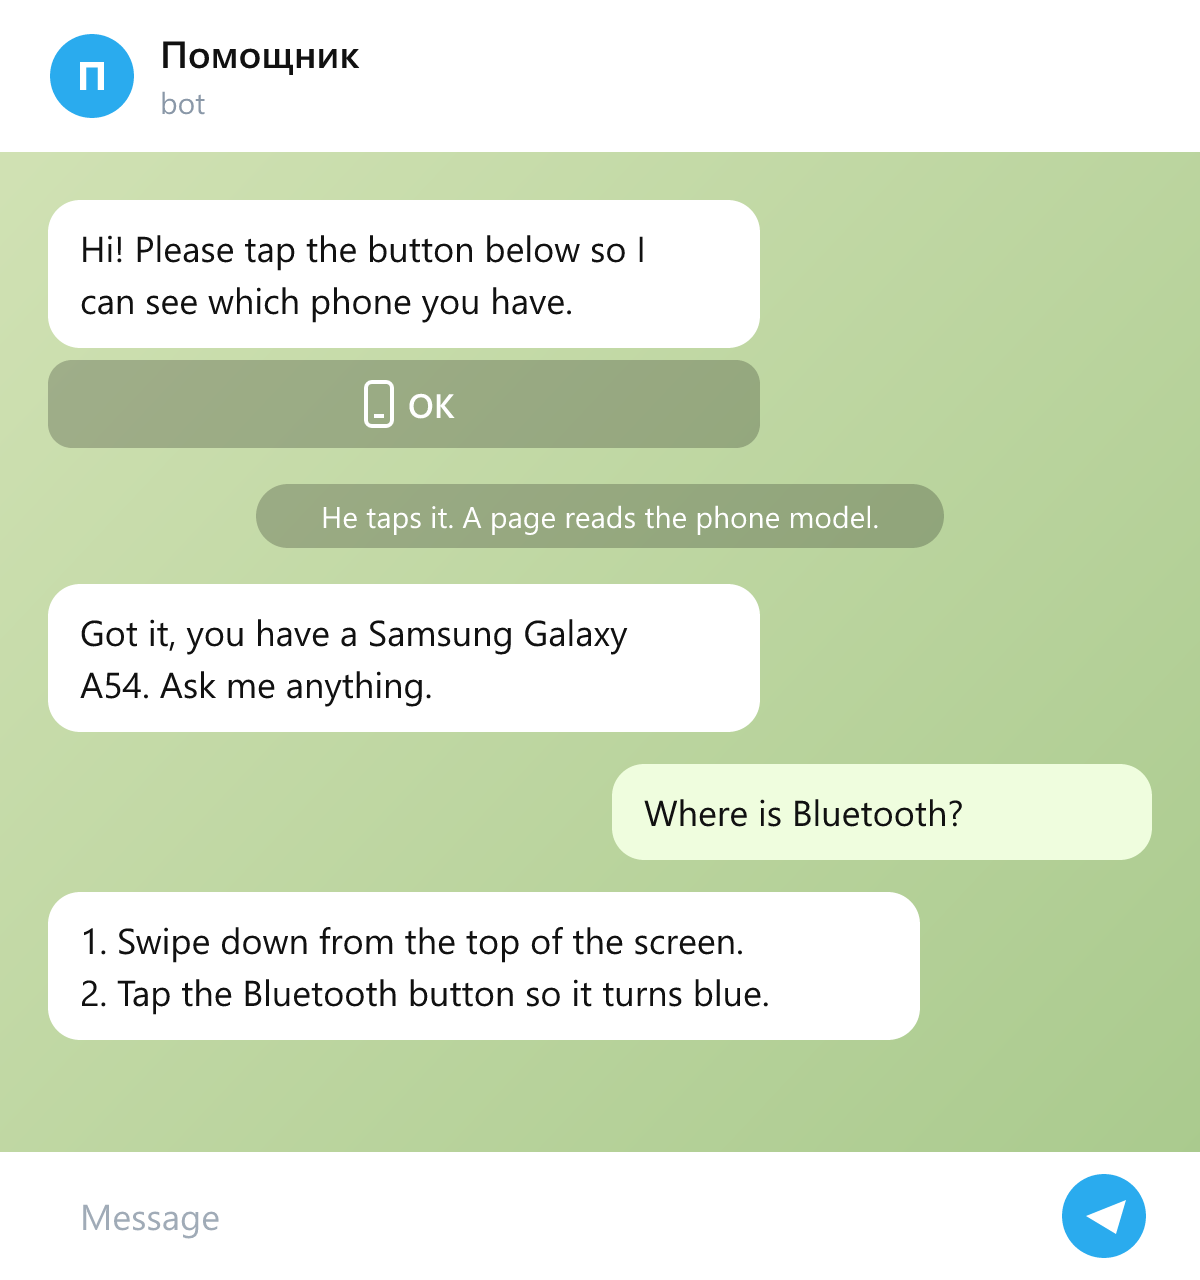 П
Помощник
bot
Hi! Please tap the button below so I
can see which phone you have.
OK
He taps it. A page reads the phone model.
Got it, you have a Samsung Galaxy
A54. Ask me anything.
Where is Bluetooth?
1. Swipe down from the top of the screen.
2. Tap the Bluetooth button so it turns blue.
Message